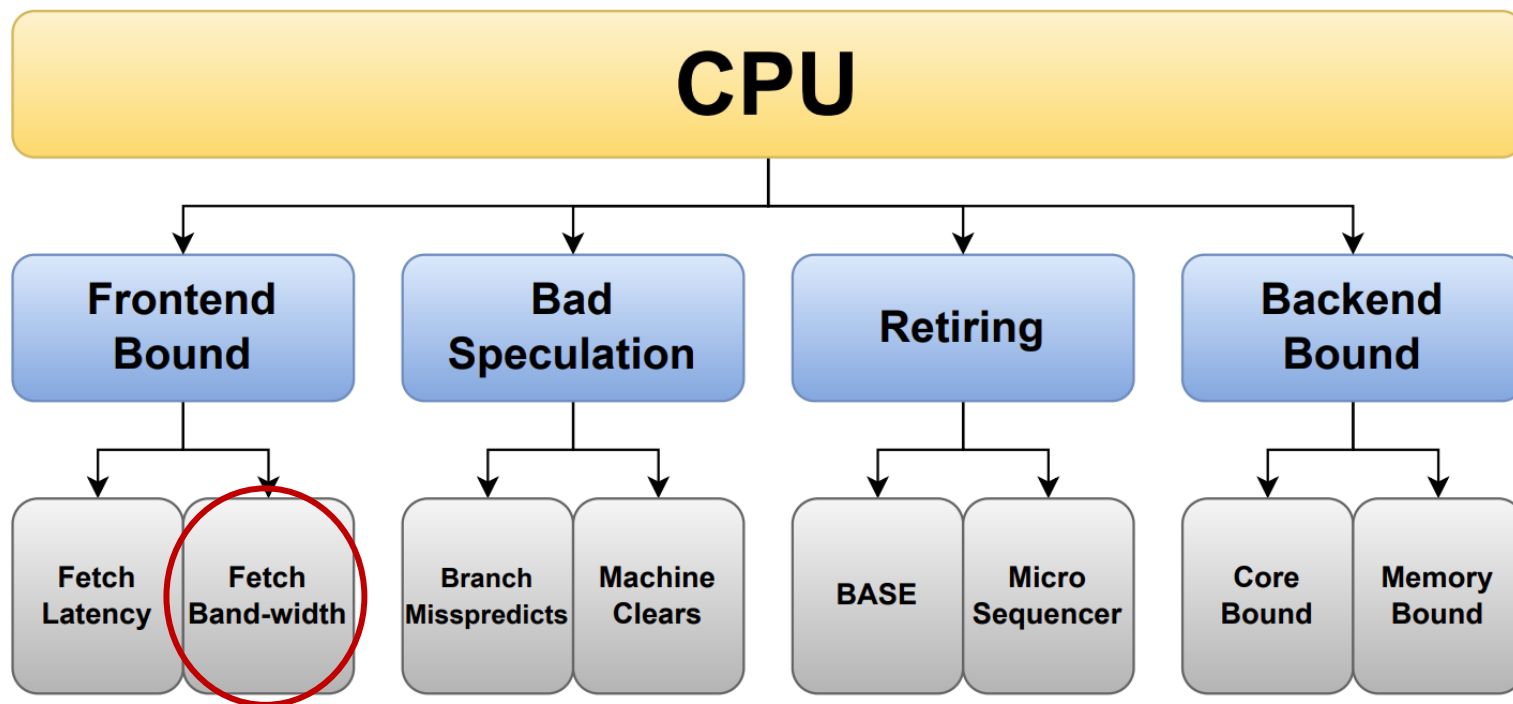 CPU
Frontend
Bound
Bad
Speculation
Retiring
Backend
Bound
Fetch
Latency
Fetch
Band-width
Branch
Misspredicts
Machine
Clears
BASE
Micro
Sequencer
Core
Bound
Memory
Bound